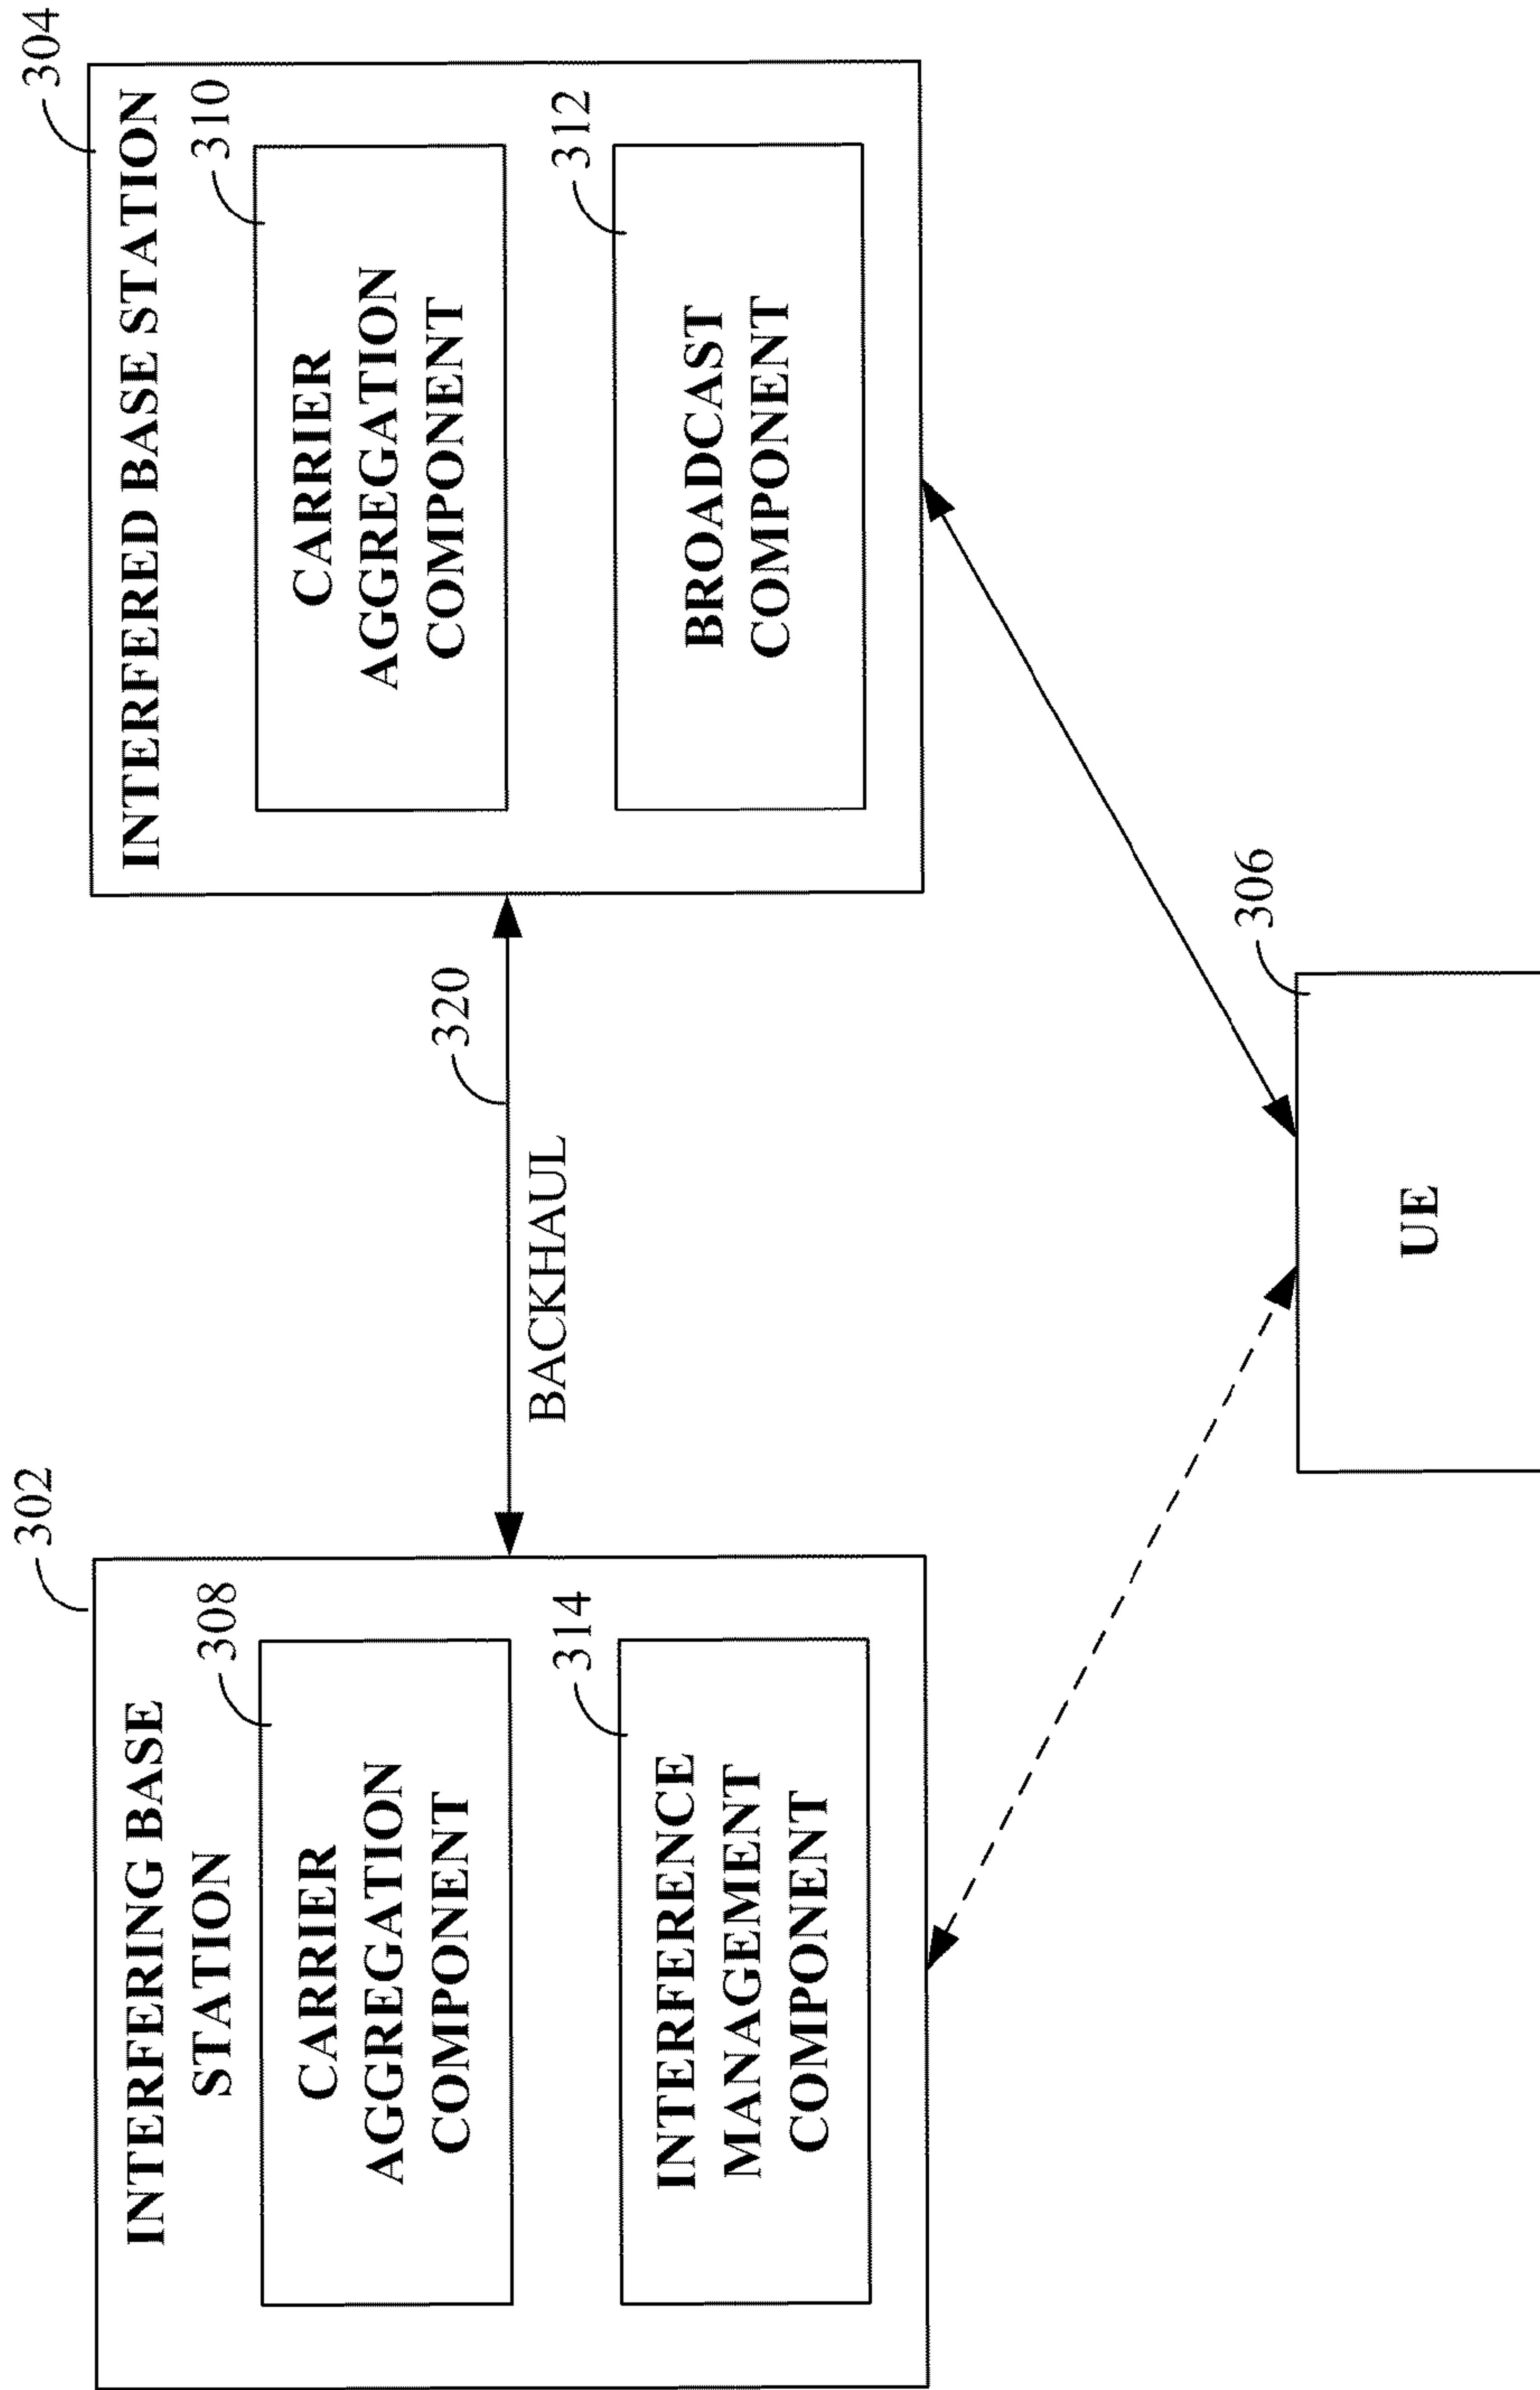 302
INTERFERING BASE
STATION
308
CARRIER
AGGREGATION
COMPONENT
314
INTERFERENCE
MANAGEMENT
COMPONENT
320
BACKHAUL
304
INTERFERED BASE STATION
310
CARRIER
AGGREGATION
COMPONENT
312
BROADCAST
COMPONENT
306
UE